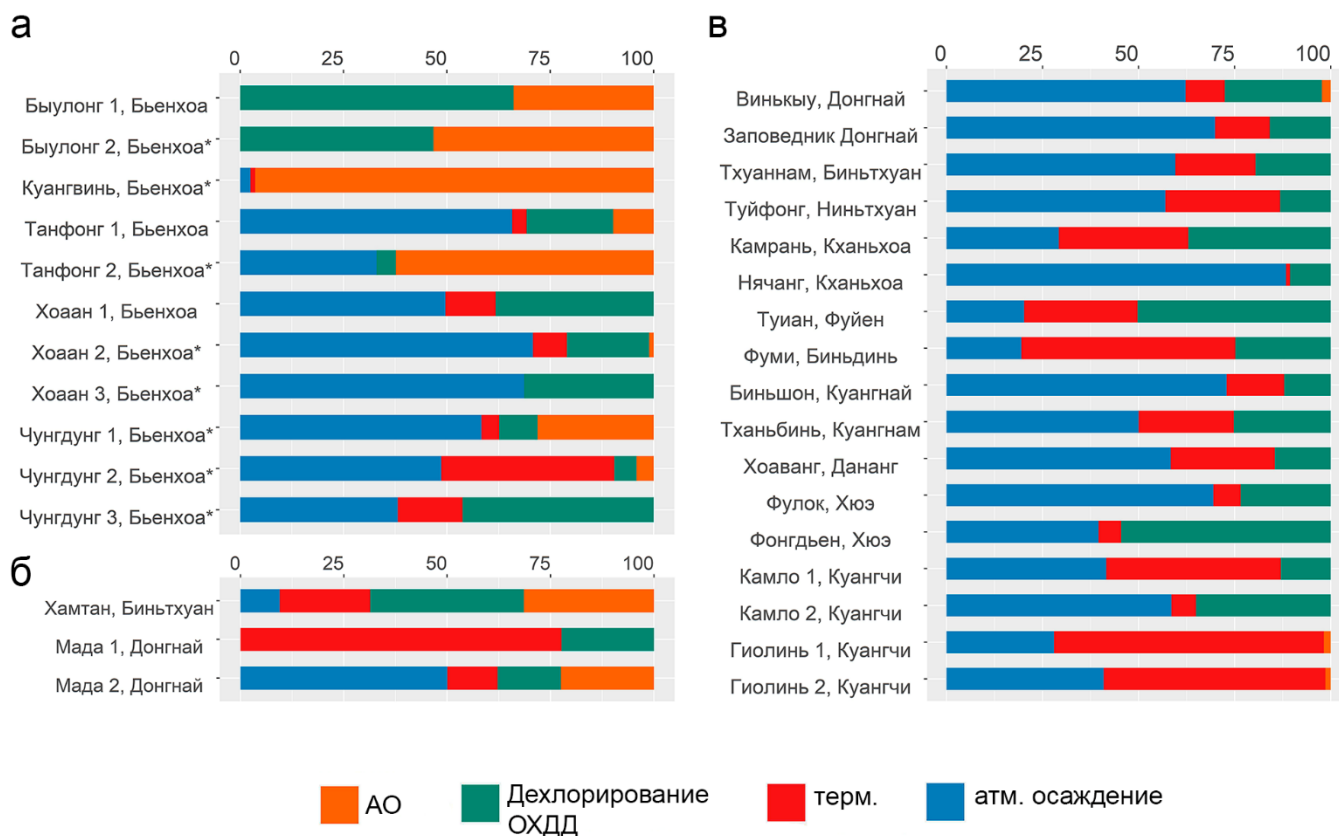 а
0 25 50 75 100
Быулонг 1, Бьенхоа
Быулонг 2, Бьенхоа*
Куангвинь, Бьенхоа*
Танфонг 1, Бьенхоа
Танфонг 2, Бьенхоа*
Хоаан 1, Бьенхоа
Хоаан 2, Бьенхоа*
Хоаан 3, Бьенхоа*
Чунгдунг 1, Бьенхоа*
Чунгдунг 2, Бьенхоа*
Чунгдунг 3, Бьенхоа*
б
0 25 50 75 100
Хамтан, Биньтхуан
Мада 1, Донгнай
Мада 2, Донгнай
в
0 25 50 75 100
Винькыу, Донгнай
Заповедник Донгнай
Тхуаннам, Биньтхуан
Туйфонг, Ниньтхуан
Камрань, Кханьхоа
Нячанг, Кханьхоа
Туиан, Фуйен
Фуми, Биньдинь
Биньшон, Куангнай
Тханьбинь, Куангнам
Хоаванг, Дананг
Фулок, Хюэ
Фонгдьен, Хюэ
Камло 1, Куангчи
Камло 2, Куангчи
Гиолинь 1, Куангчи
Гиолинь 2, Куангчи
АО
Дехлорирование
ОХДД
терм.
атм. осаждение